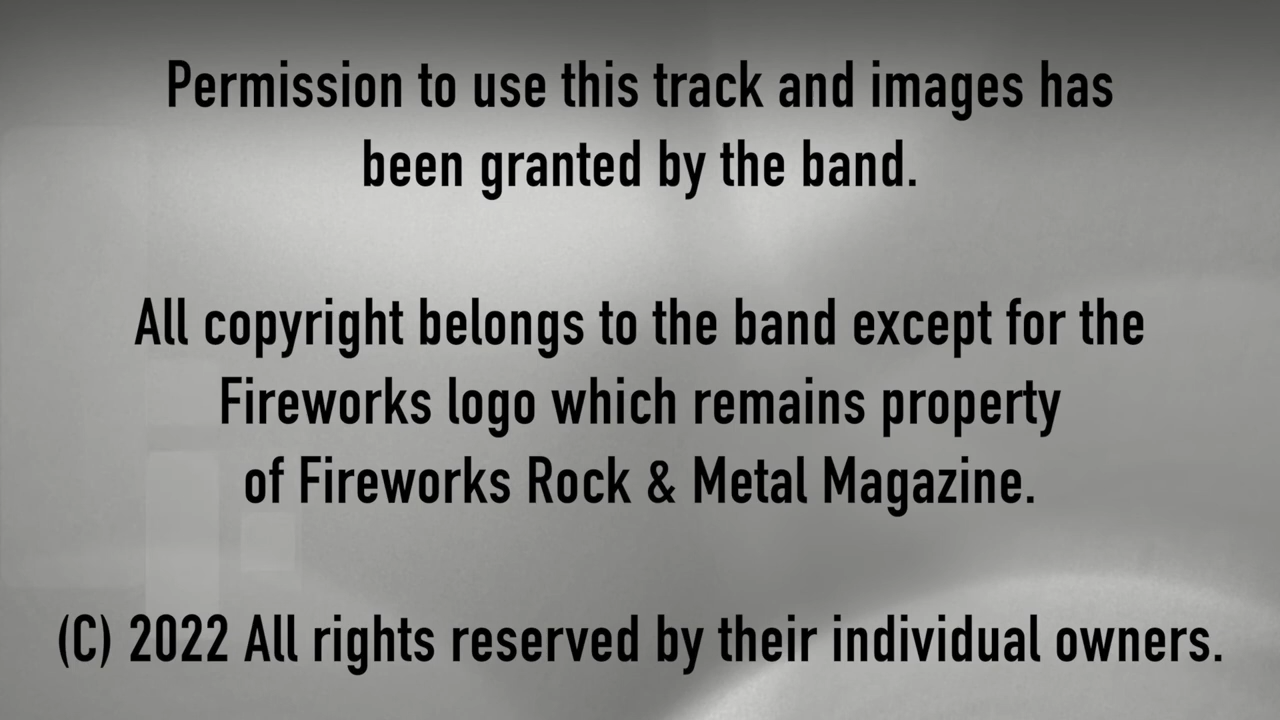 Permission to use this track and images has
been granted by the band.
All copyright belongs to the band except for the
Fireworks logo which remains property
of Fireworks Rock & Metal Magazine.
(C) 2022 All rights reserved by their individual owners.